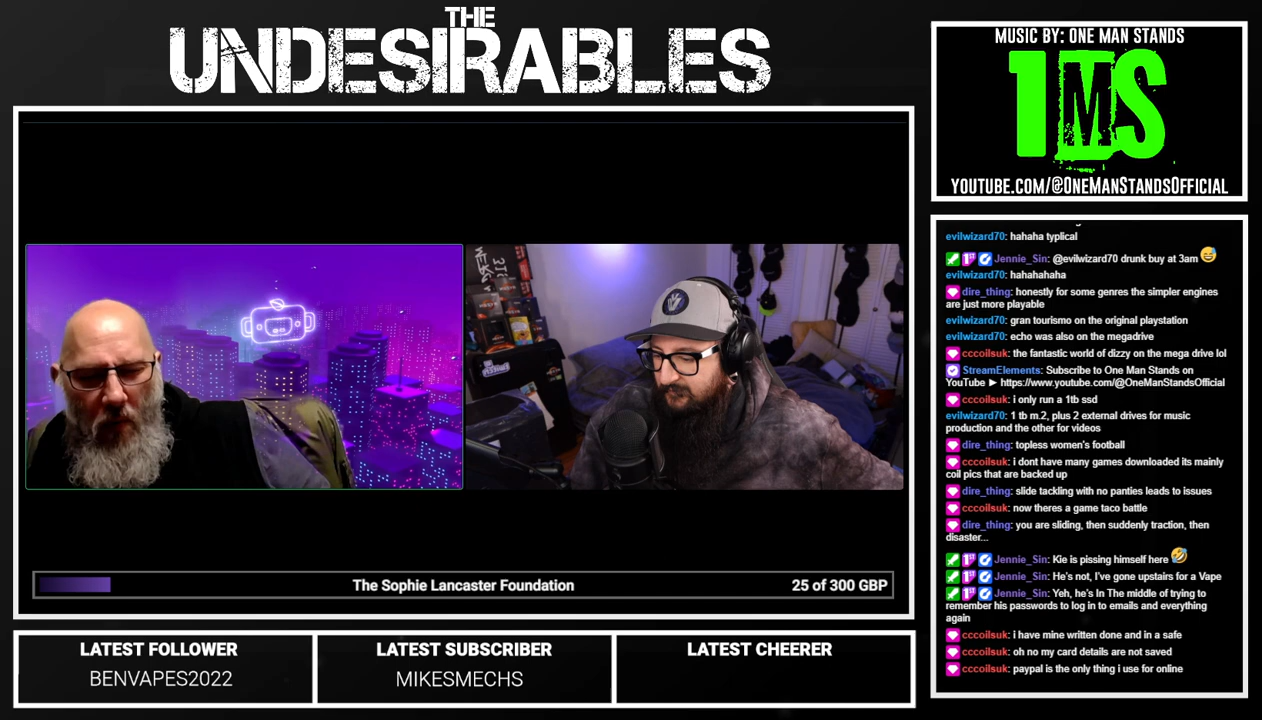 THE
UNDESIRABLES
The Sophie Lancaster Foundation
25 of 300 GBP
LATEST FOLLOWER
BENVAPES2022
LATEST SUBSCRIBER
MIKESMECHS
LATEST CHEERER
MUSIC BY: ONE MAN STANDS
1MS
YOUTUBE.COM/@ONEMANSTANDSOFFICIAL
evilwizard70: hahaha typlical
Jennie_Sin: @evilwizard70 drunk buy at 3am 😅
evilwizard70: hahahahaha
dire_thing: honestly for some genres the simpler engines
are just more playable
evilwizard70: gran tourismo on the original playstation
evilwizard70: echo was also on the megadrive
cccoilsuk: the fantastic world of dizzy on the mega drive lol
StreamElements: Subscribe to One Man Stands on
YouTube ► https://www.youtube.com/@OneManStandsOfficial
cccoilsuk: i only run a 1tb ssd
evilwizard70: 1 tb m.2, plus 2 external drives for music
production and the other for videos
dire_thing: topless women's football
cccoilsuk: i dont have many games downloaded its mainly
coil pics that are backed up
dire_thing: slide tackling with no panties leads to issues
cccoilsuk: now theres a game taco battle
dire_thing: you are sliding, then suddenly traction, then
disaster...
Jennie_Sin: Kie is pissing himself here 🤣
Jennie_Sin: He's not, I've gone upstairs for a Vape
Jennie_Sin: Yeh, he's In The middle of trying to
remember his passwords to log in to emails and everything
again
cccoilsuk: i have mine written done and in a safe
cccoilsuk: oh no my card details are not saved
cccoilsuk: paypal is the only thing i use for online